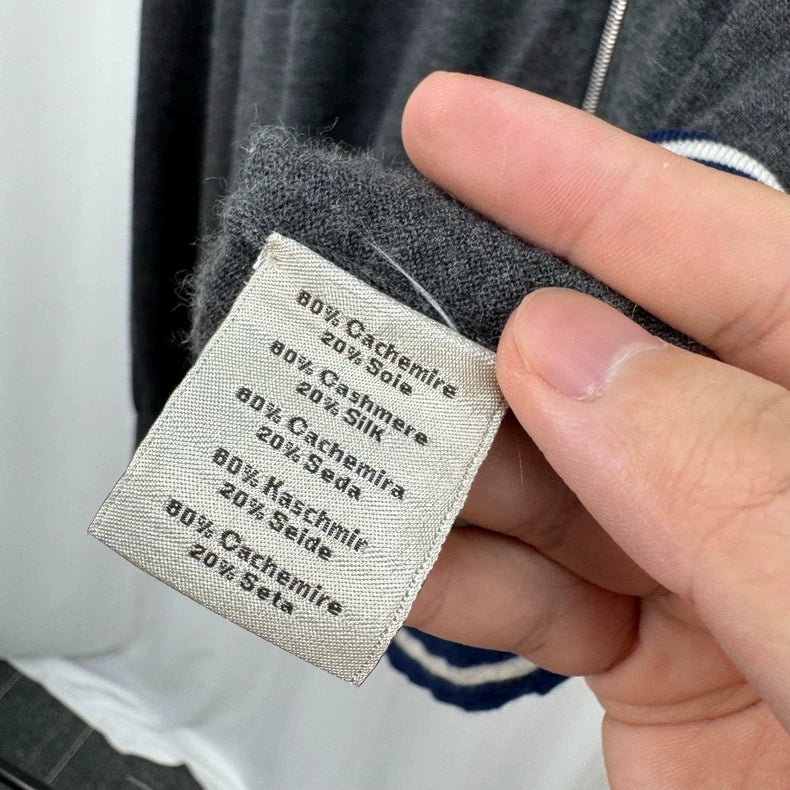 80% Cachemire
20% Soie
80% Cashmere
20% Silk
80% Cachemira
20% Seda
80% Kaschmir
20% Seide
80% Cachemire
20% Seta